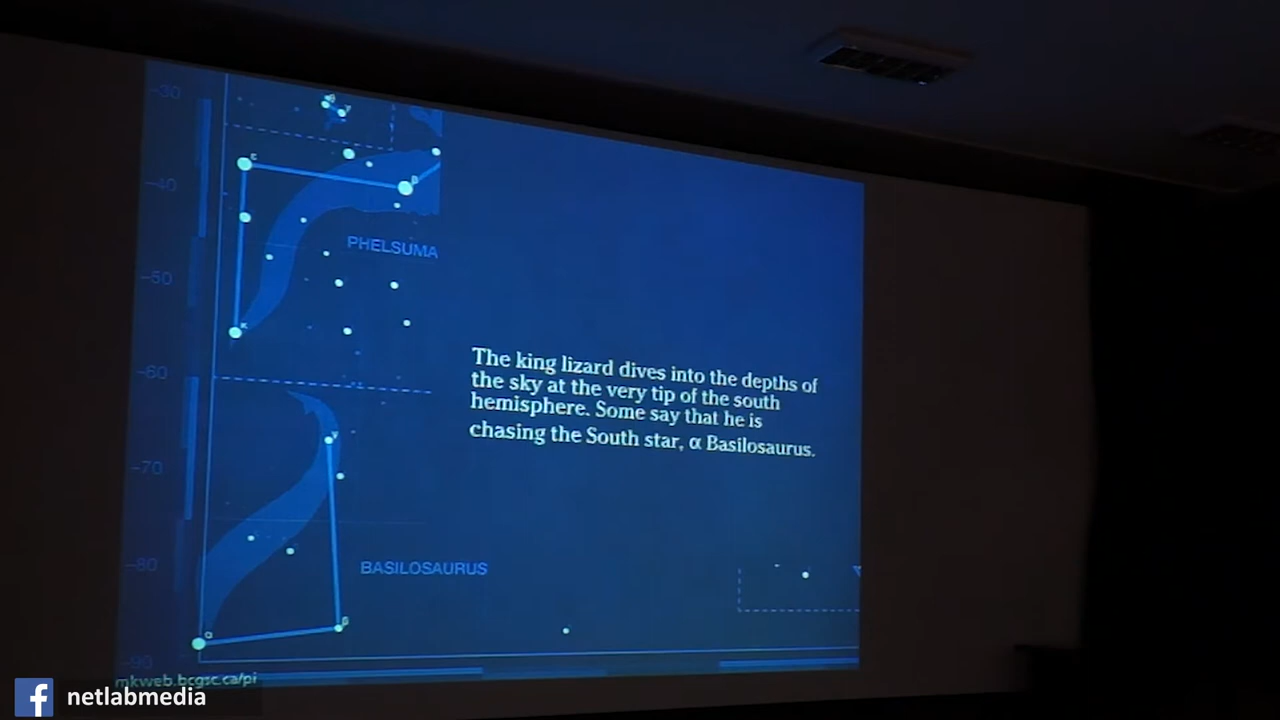 -30
-40
PHELSUMA
-50
-60
The king lizard dives into the depths of
the sky at the very tip of the south
hemisphere. Some say that he is
chasing the South star, α Basilosaurus.
-70
-80
BASILOSAURUS
α
β
-90
mkweb.bcgsc.ca/pi
netlabmedia